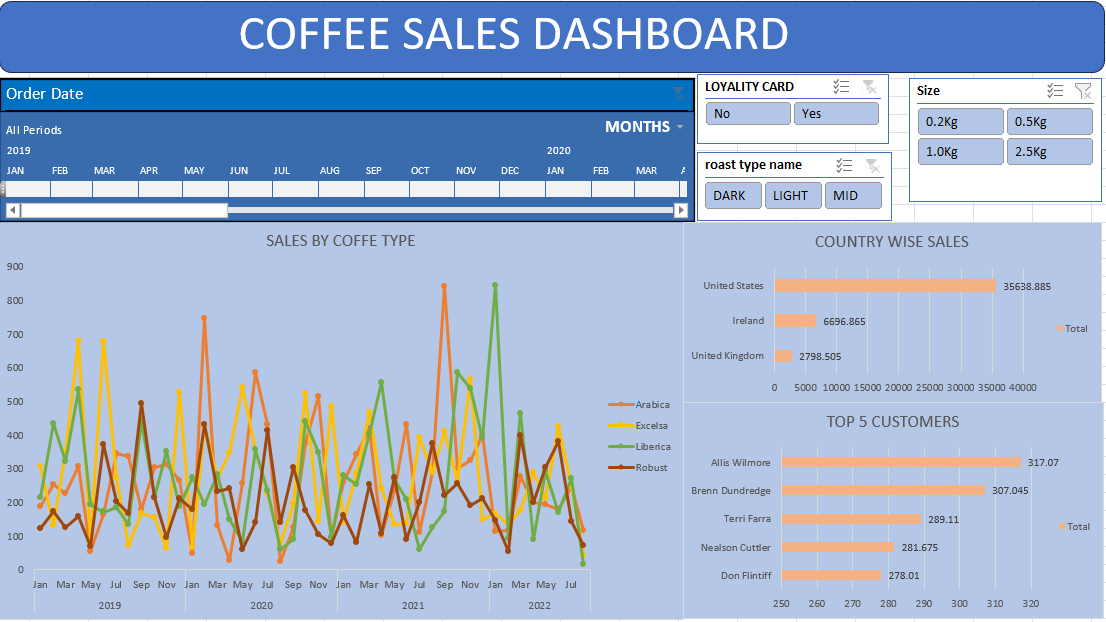 COFFEE SALES DASHBOARD
Order Date
All Periods
MONTHS
2019 2020
JAN FEB MAR APR MAY JUN JUL AUG SEP OCT NOV DEC JAN FEB MAR
LOYALITY CARD
No Yes
roast type name
DARK LIGHT MID
Size
0.2Kg 0.5Kg
1.0Kg 2.5Kg
SALES BY COFFE TYPE
900
800
700
600
500
400
300
200
100
0
Jan Mar May Jul Sep Nov Jan Mar May Jul Sep Nov Jan Mar May Jul Sep Nov Jan Mar May Jul
2019 2020 2021 2022
Arabica
Excelsa
Liberica
Robust
COUNTRY WISE SALES
United States 35638.885
Ireland 6696.865
United Kingdom 2798.505
0 5000 10000 15000 20000 25000 30000 35000 40000
Total
TOP 5 CUSTOMERS
Allis Wilmore 317.07
Brenn Dundredge 307.045
Terri Farra 289.11
Nealson Cuttler 281.675
Don Flintiff 278.01
250 260 270 280 290 300 310 320
Total